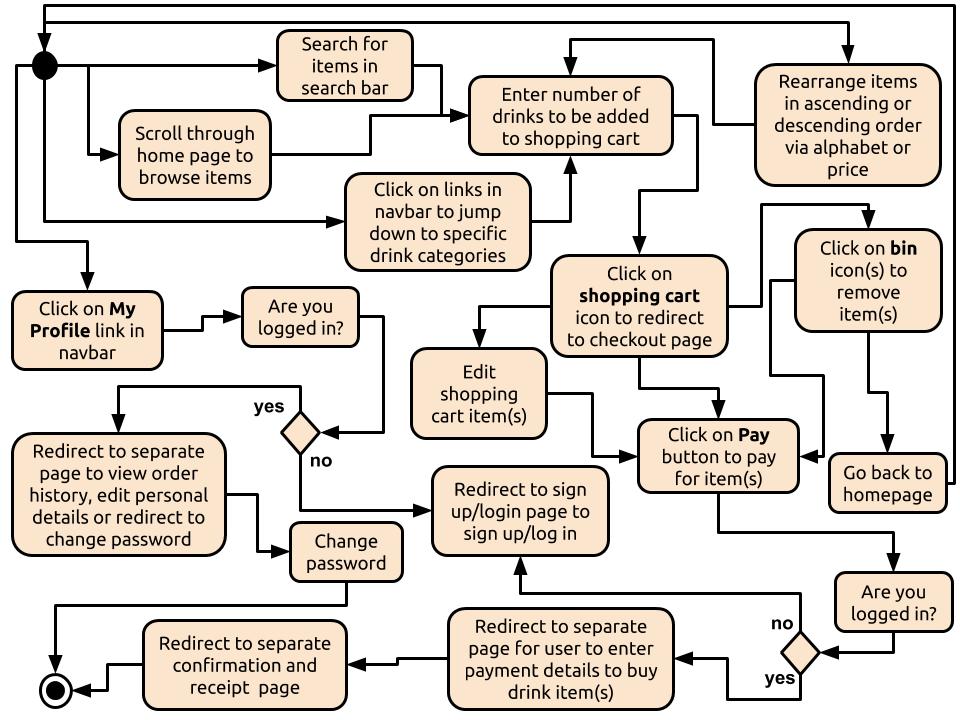 Search for
items in
search bar
Rearrange items
in ascending or
descending order
via alphabet or
price
Enter number of
drinks to be added
to shopping cart
Scroll through
home page to
browse items
Click on links in
navbar to jump
down to specific
drink categories
Click on bin
icon(s) to
remove
item(s)
Click on
shopping cart
icon to redirect
to checkout page
Click on My
Profile link in
navbar
Are you
logged in?
Edit
shopping
cart item(s)
yes
no
Click on Pay
button to pay
for item(s)
Redirect to separate
page to view order
history, edit personal
details or redirect to
change password
Go back to
homepage
Redirect to sign
up/login page to
sign up/log in
Change
password
Are you
logged in?
no
yes
Redirect to separate
page for user to enter
payment details to buy
drink item(s)
Redirect to separate
confirmation and
receipt page